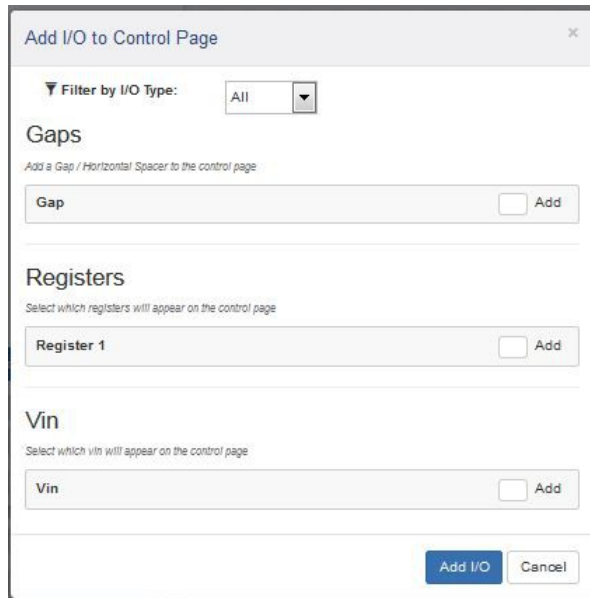 Add I/O to Control Page ×
Filter by I/O Type: All
Gaps
Add a Gap / Horizontal Spacer to the control page
Gap Add
Registers
Select which registers will appear on the control page
Register 1 Add
Vin
Select which vin will appear on the control page
Vin Add
Add I/O Cancel